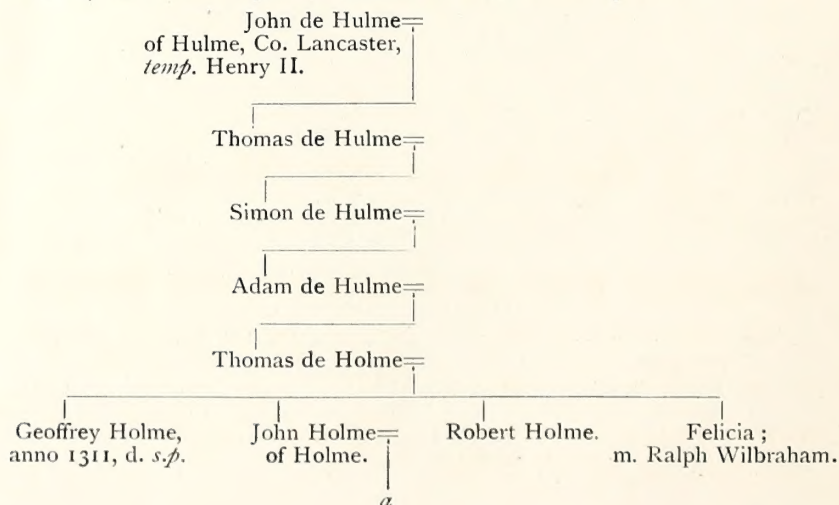 John de Hulme=
of Hulme, Co. Lancaster,
temp. Henry II.
Thomas de Hulme=
Simon de Hulme=
Adam de Hulme=
Thomas de Holme=
Geoffrey Holme,
anno 1311, d. s.p.
John Holme=
of Holme.
Robert Holme.
Felicia ;
m. Ralph Wilbraham.
a